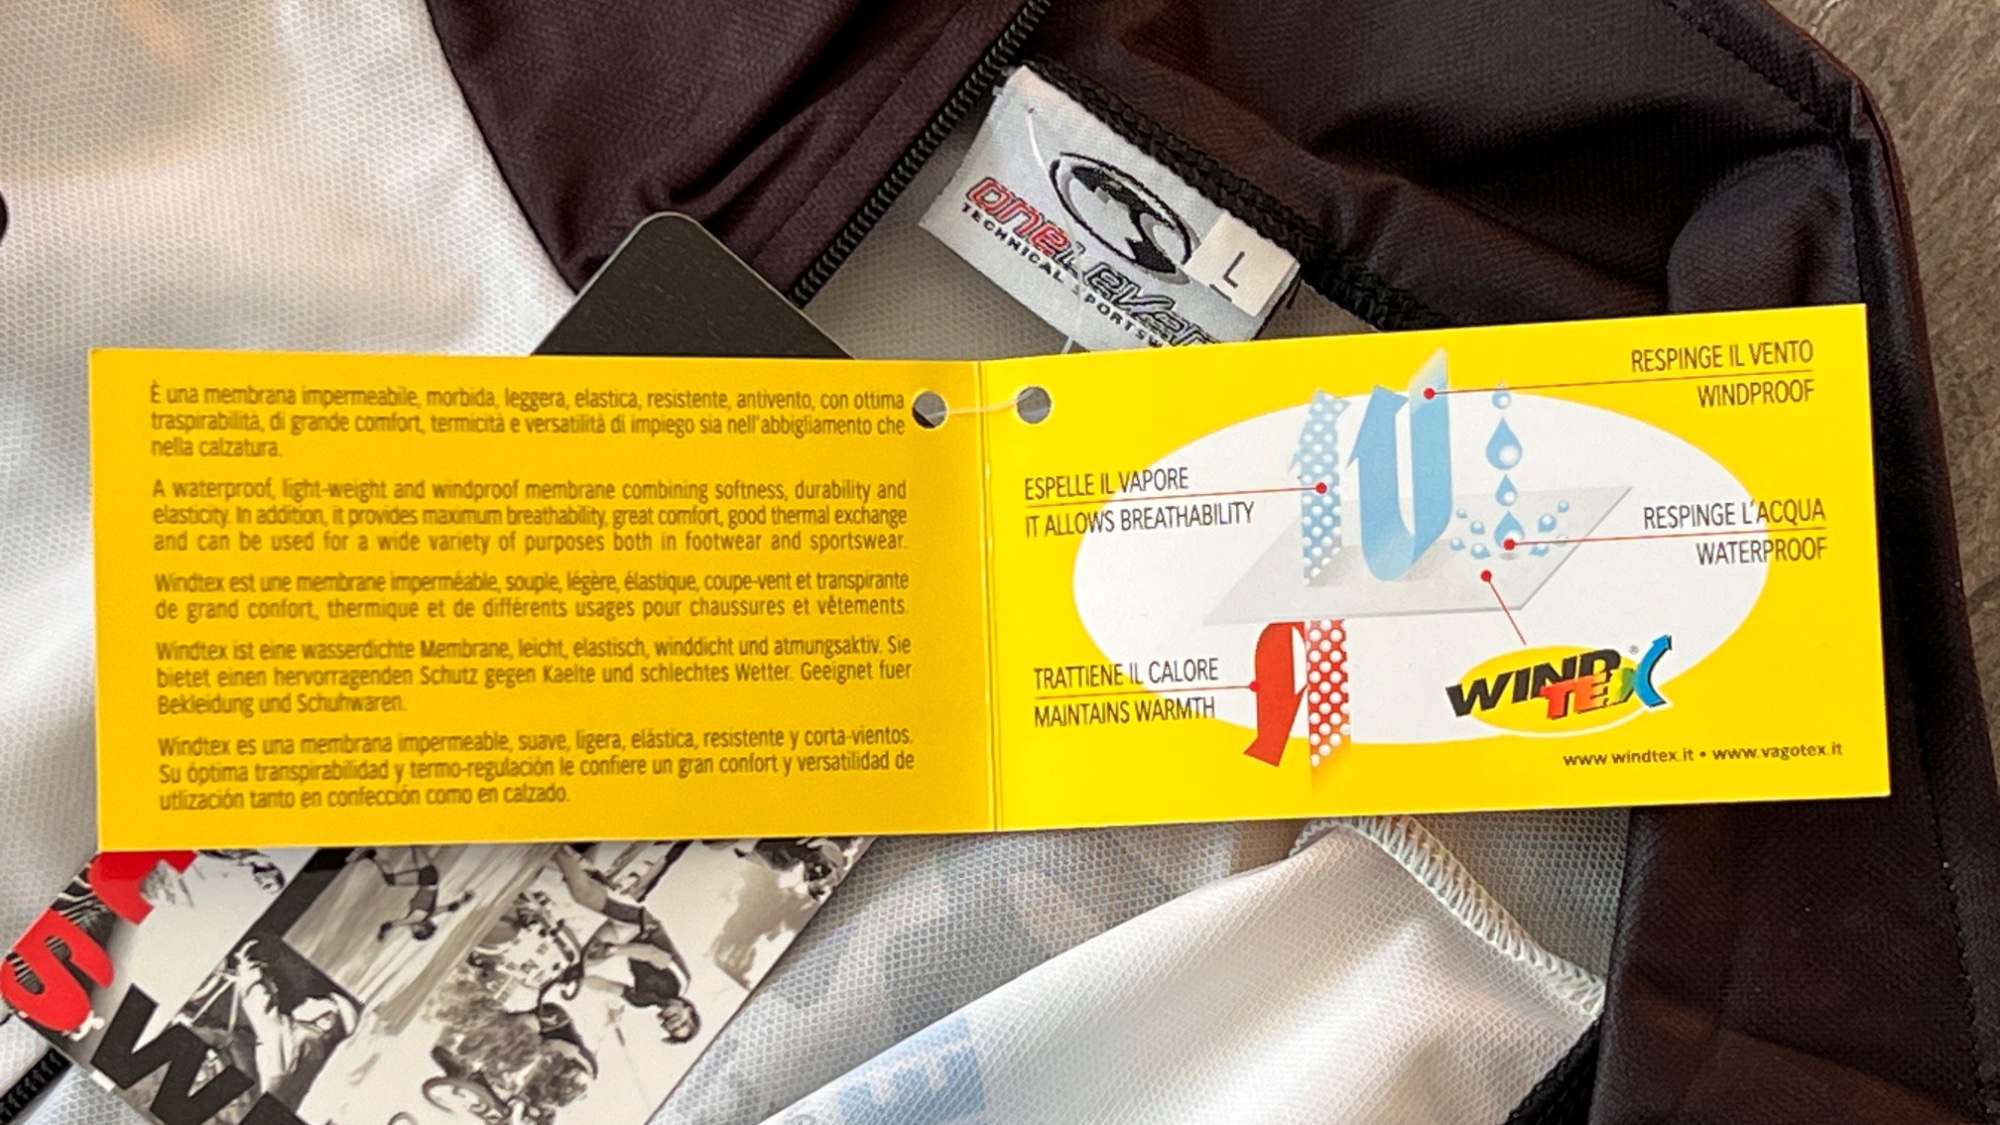 oneLever
TECHNICAL SPORTSW
L
È una membrana impermeabile, morbida, leggera, elastica, resistente, antivento, con ottima
traspirabilità, di grande comfort, termicità e versatilità di impiego sia nell'abbigliamento che
nella calzatura.
A waterproof, light-weight and windproof membrane combining softness, durability and
elasticity. In addition, it provides maximum breathability, great comfort, good thermal exchange
and can be used for a wide variety of purposes both in footwear and sportswear.
Windtex est une membrane imperméable, souple, légère, élastique, coupe-vent et transpirante
de grand confort, thermique et de différents usages pour chaussures et vêtements.
Windtex ist eine wasserdichte Membrane, leicht, elastisch, winddicht und atmungsaktiv. Sie
bietet einen hervorragenden Schutz gegen Kaelte und schlechtes Wetter. Geeignet fuer
Bekleidung und Schuhwaren.
Windtex es una membrana impermeable, suave, ligera, elástica, resistente y corta-vientos.
Su óptima transpirabilidad y termo-regulación le confiere un gran confort y versatilidad de
utlización tanto en confección como en calzado.
RESPINGE IL VENTO
WINDPROOF
ESPELLE IL VAPORE
IT ALLOWS BREATHABILITY
RESPINGE L'ACQUA
WATERPROOF
TRATTIENE IL CALORE
MAINTAINS WARMTH
WINDTEX®
www.windtex.it • www.vagotex.it